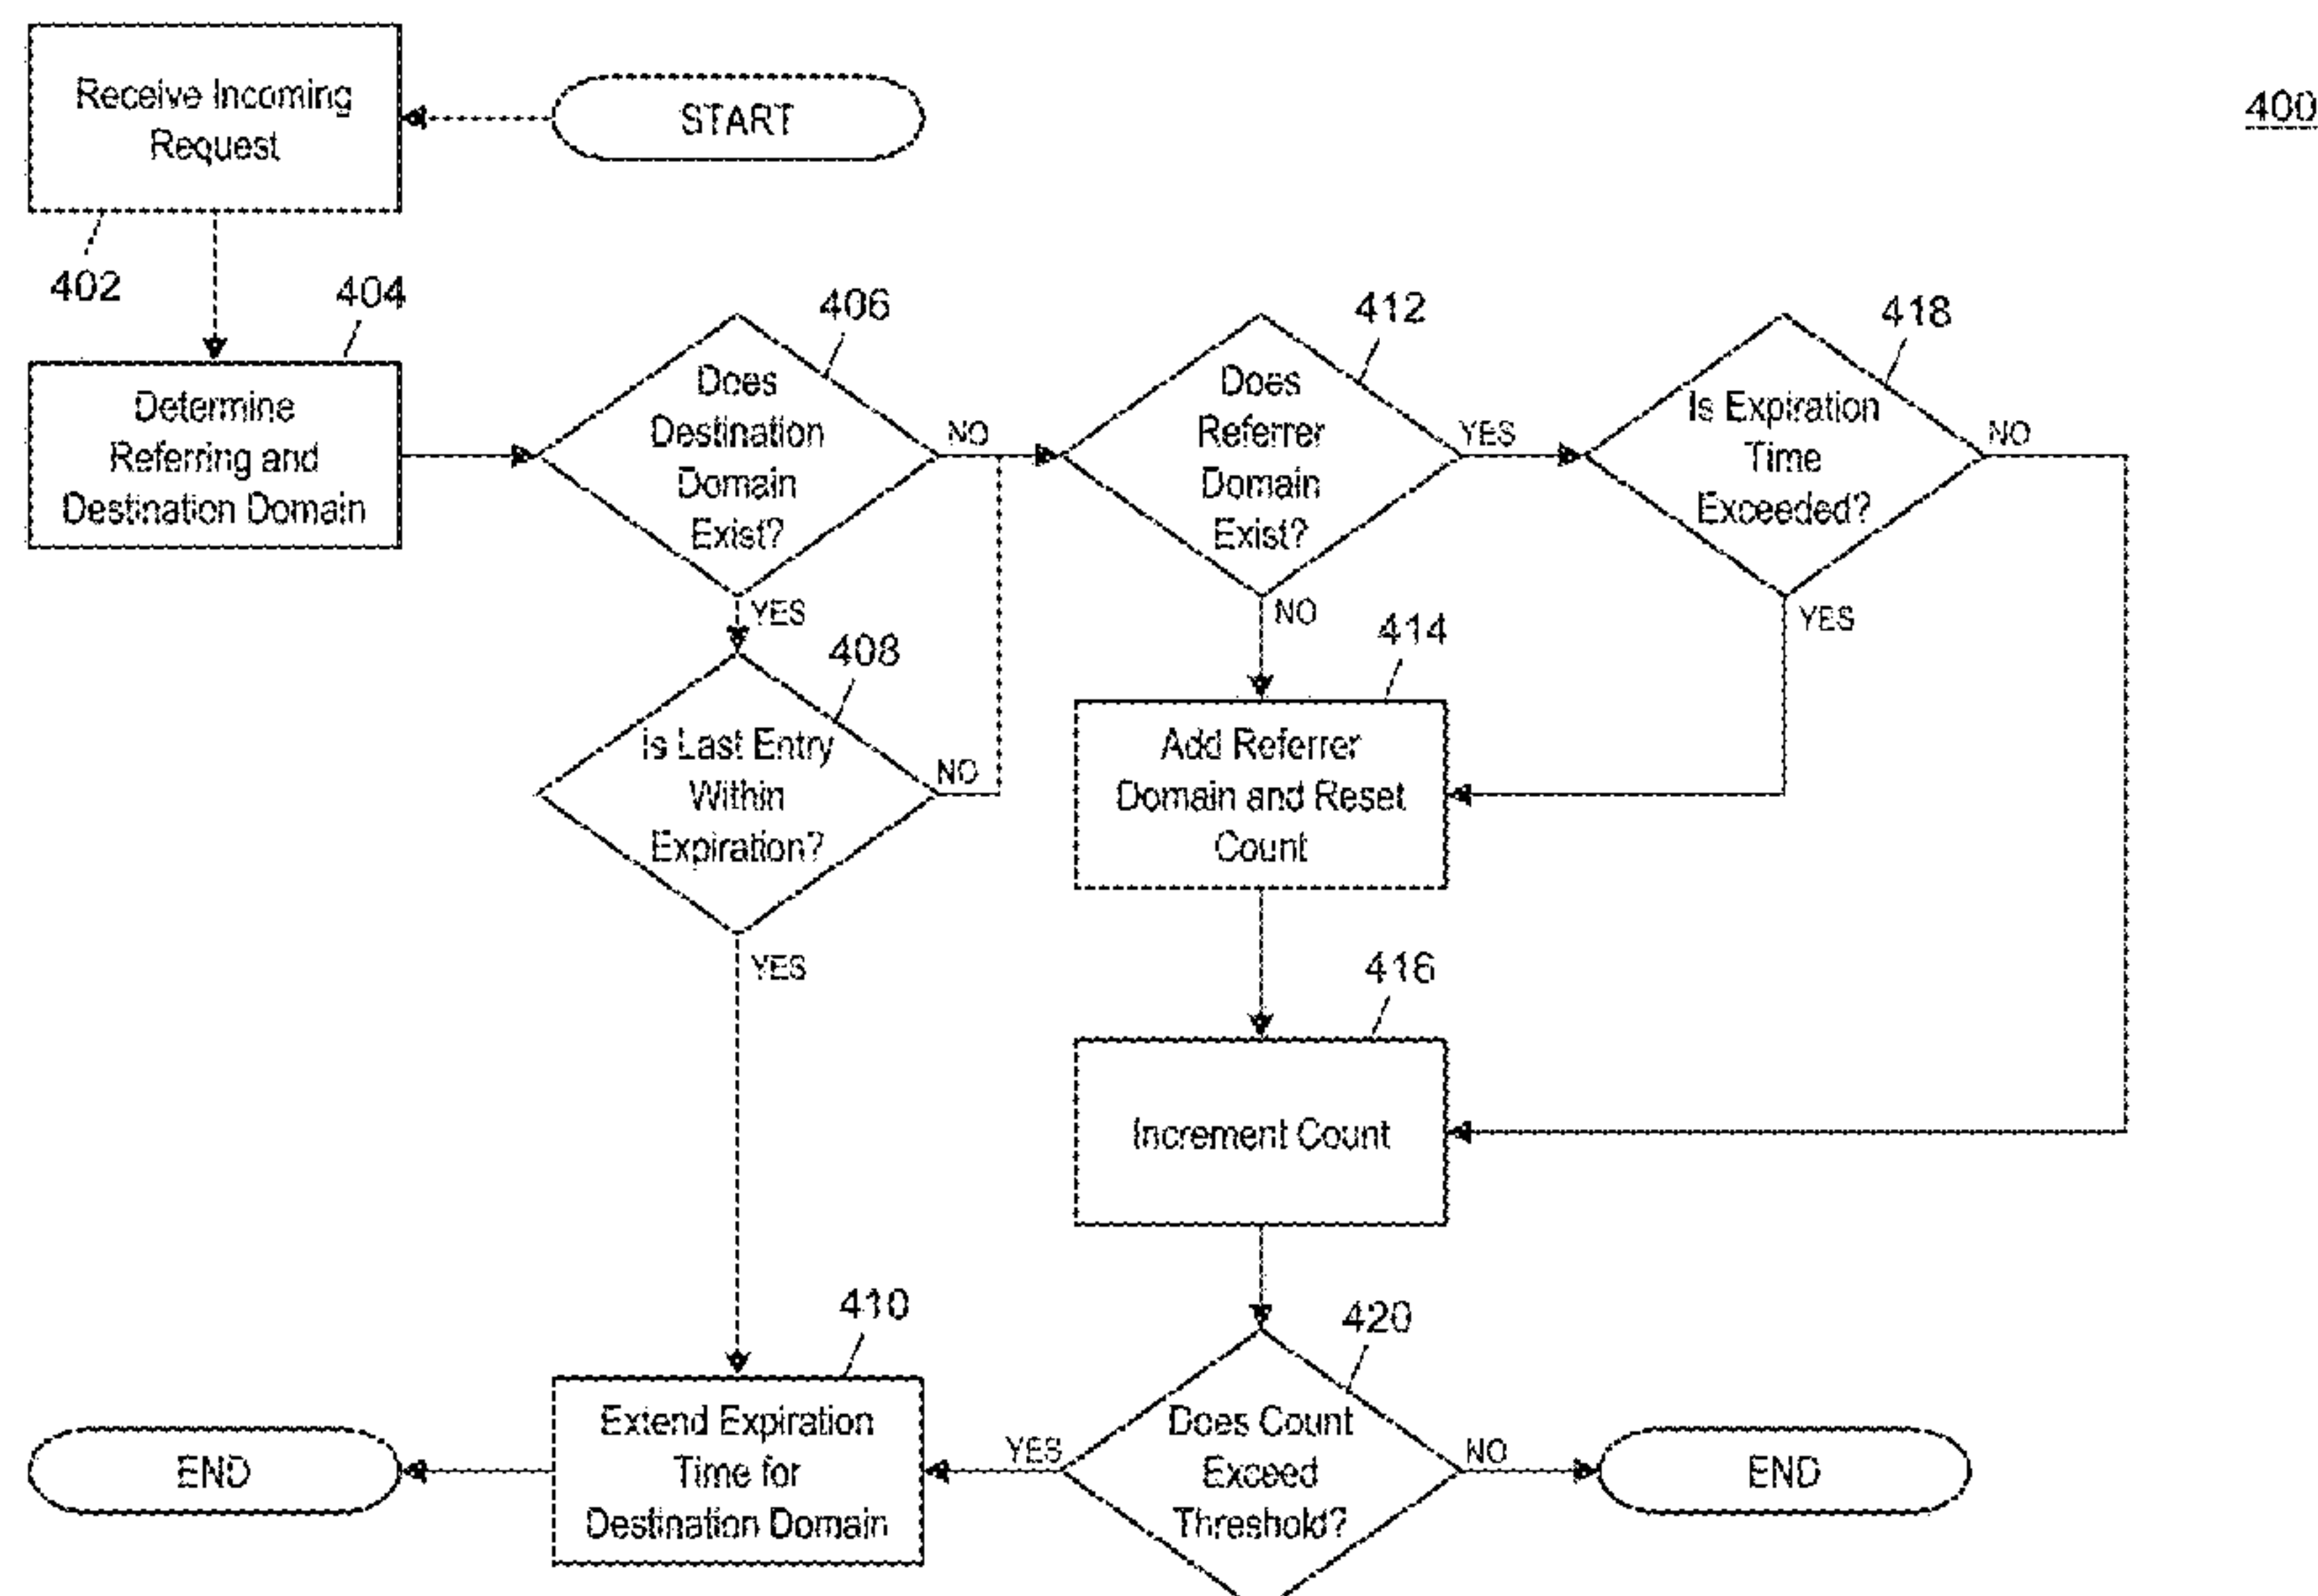 Receive Incoming
Request
START
400
402
404
Determine
Referring and
Destination Domain
406
Does
Destination
Domain
Exist?
NO
YES
408
Is Last Entry
Within
Expiration?
NO
YES
412
Does
Referrer
Domain
Exist?
YES
NO
418
Is Expiration
Time
Exceeded?
NO
YES
414
Add Referrer
Domain and Reset
Count
416
Increment Count
410
Extend Expiration
Time for
Destination Domain
END
420
Does Count
Exceed
Threshold?
YES
NO
END